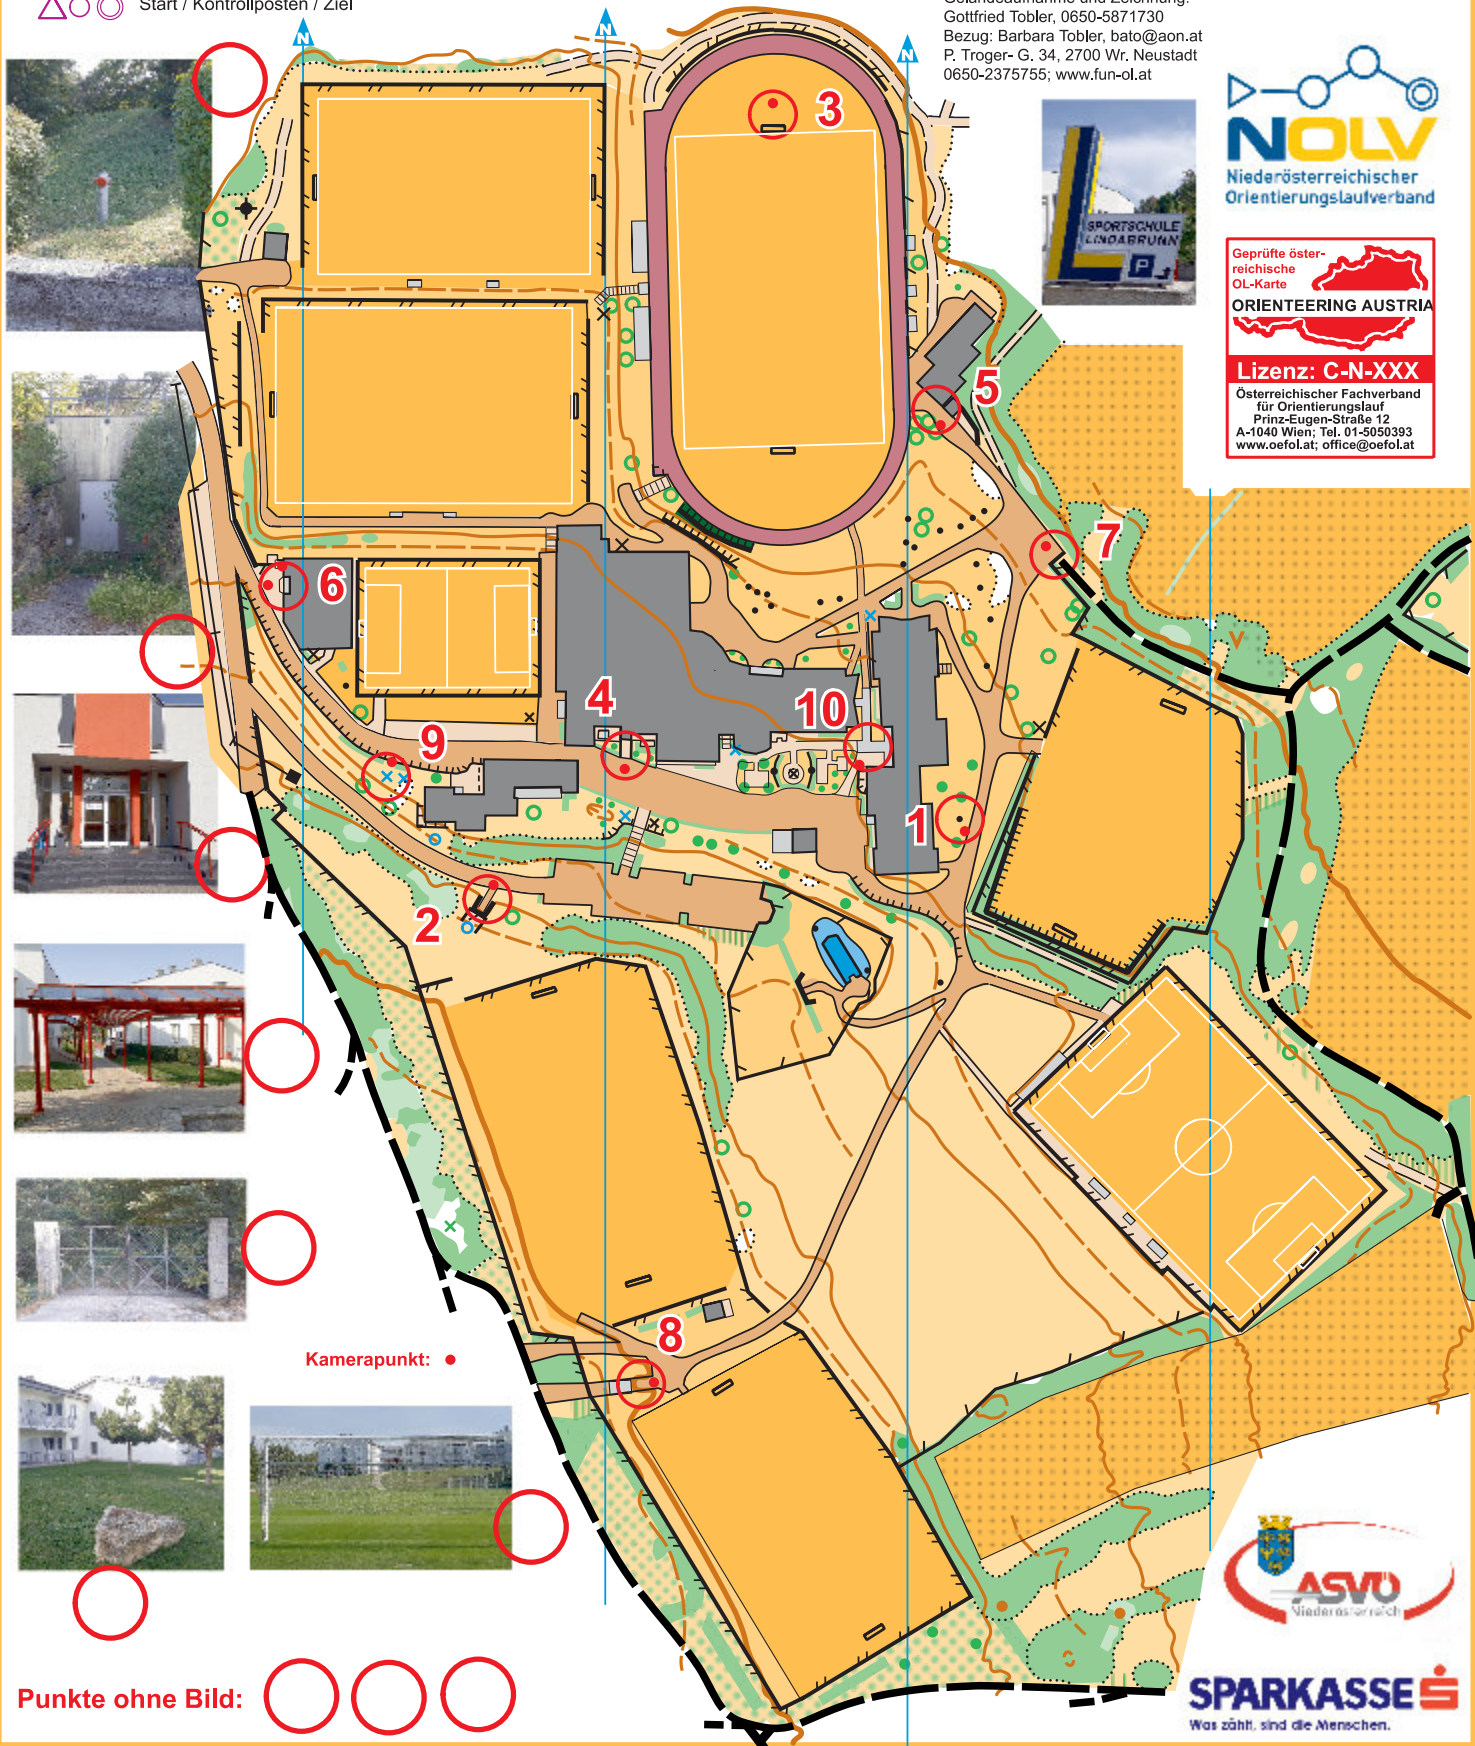 Start / Kontrollposten / Ziel
Gottfried Tobler, 0650-5871730
Bezug: Barbara Tobler, bato@aon.at
P. Troger- G. 34, 2700 Wr. Neustadt
0650-2375755; www.fun-ol.at
N
N
N
NOLV
Niederösterreichischer
Orientierungslaufverband
SPORTSCHULE
LINDABRUNN
P
Geprüfte öster-
reichische
OL-Karte
ORIENTEERING AUSTRIA
Lizenz: C-N-XXX
Österreichischer Fachverband
für Orientierungslauf
Prinz-Eugen-Straße 12
A-1040 Wien; Tel. 01-5050393
www.oefol.at; office@oefol.at
3
5
7
6
4
10
9
1
2
8
Kamerapunkt:
Punkte ohne Bild:
ASVÖ
Niederösterreich
SPARKASSE
Was zählt, sind die Menschen.